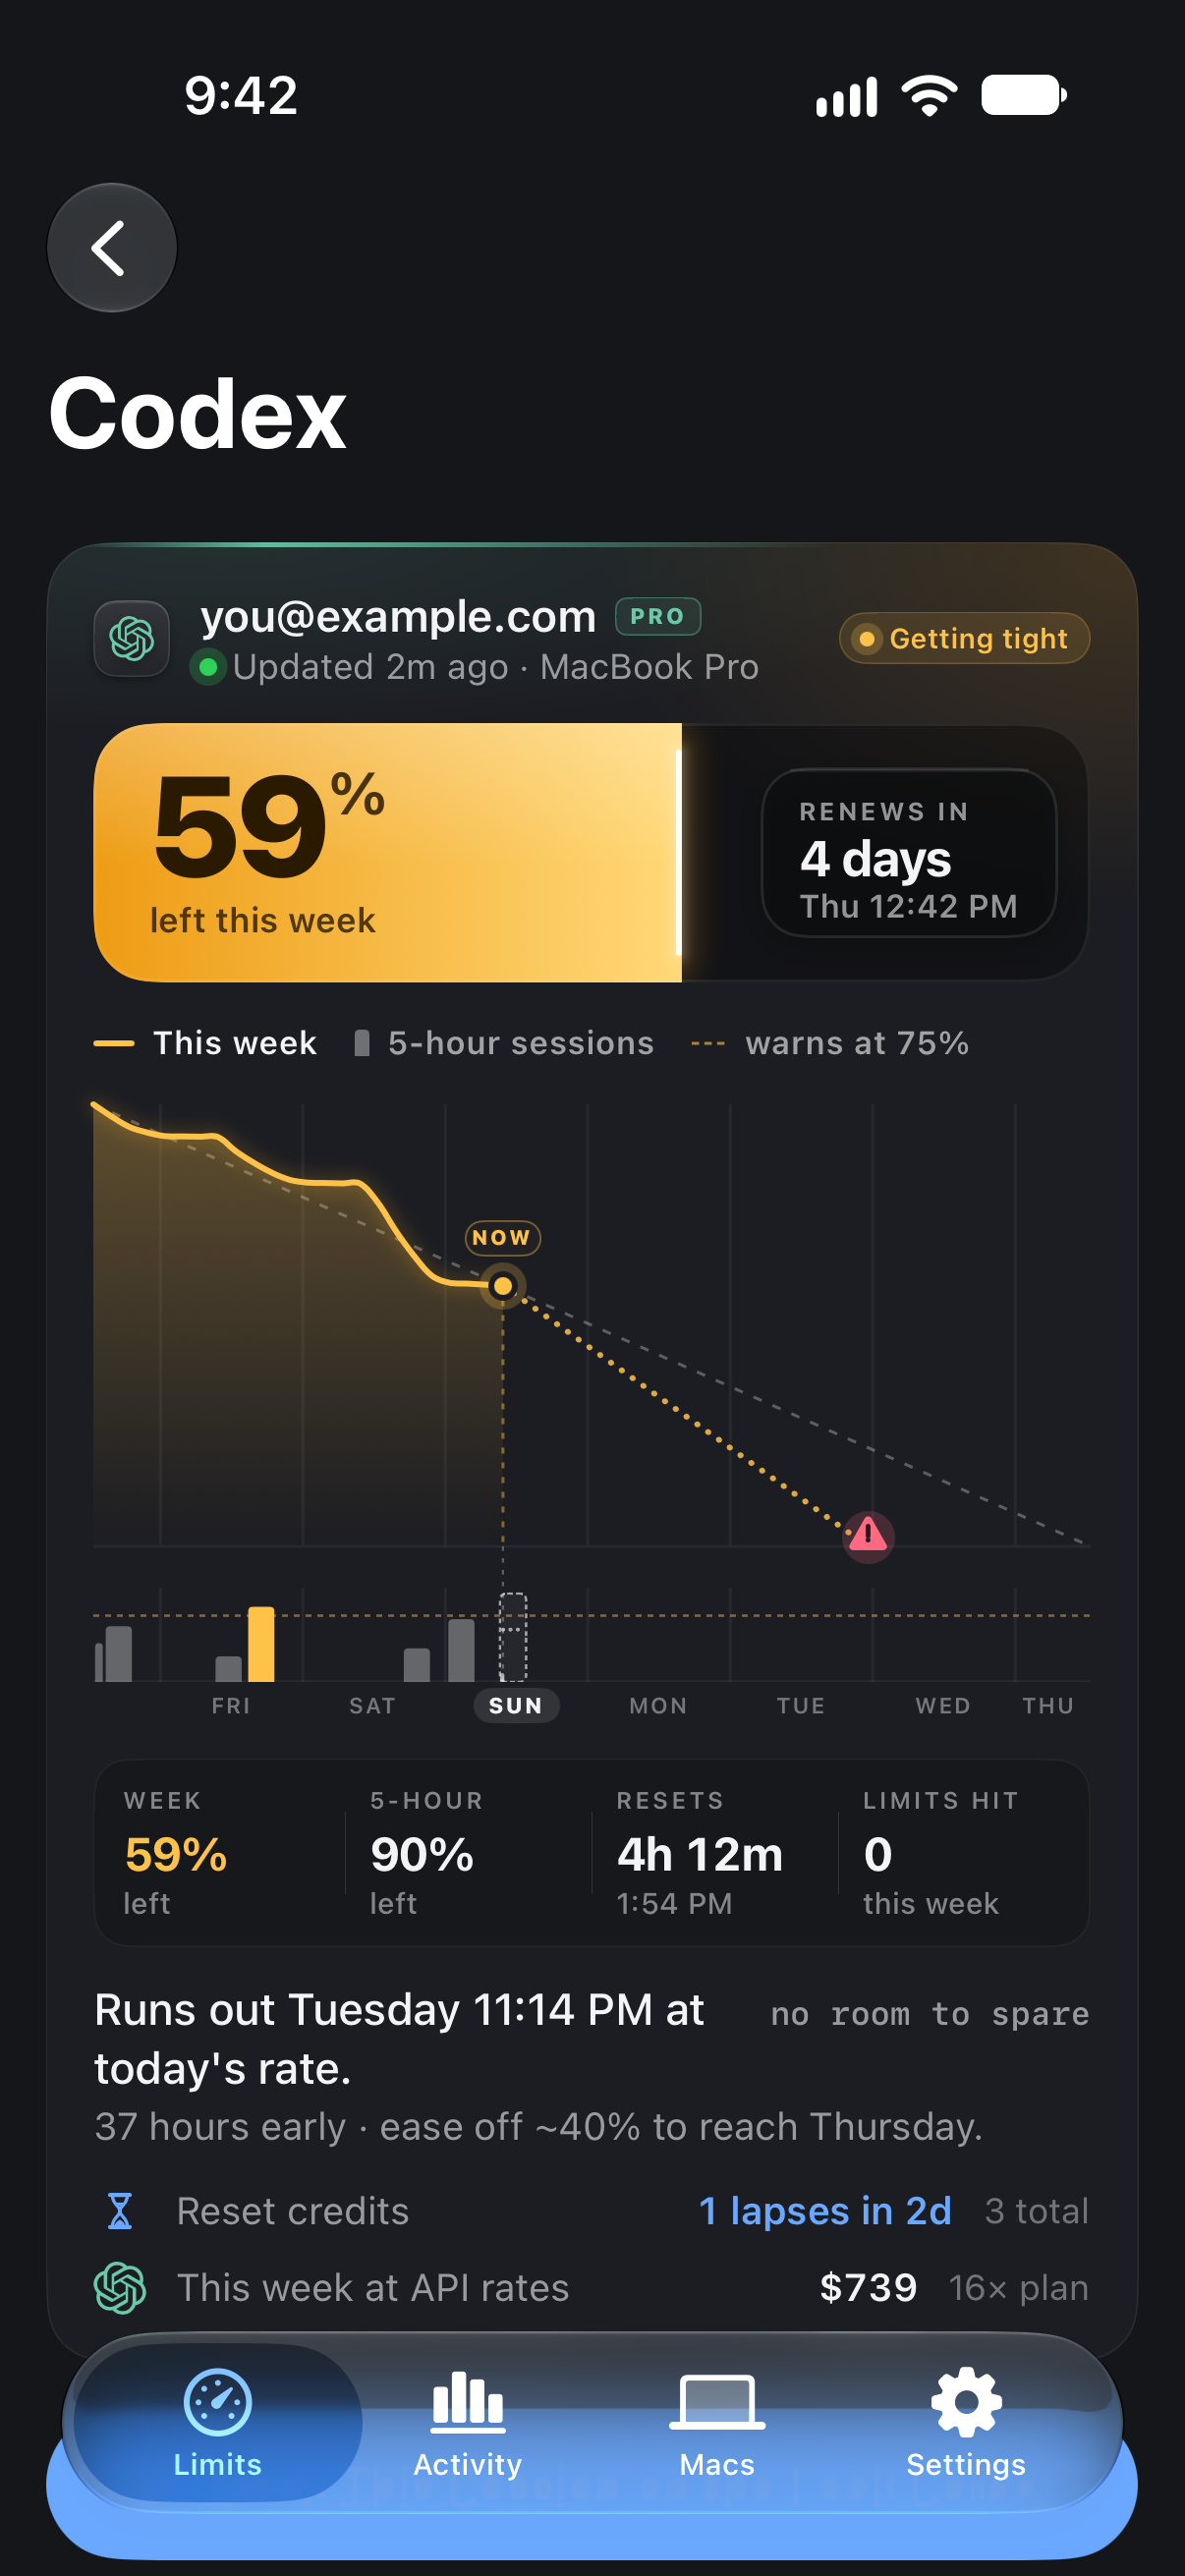 9:42
Codex
you@example.com PRO
Updated 2m ago · MacBook Pro
Getting tight
59%
left this week
RENEWS IN
4 days
Thu 12:42 PM
This week 5-hour sessions --- warns at 75%
NOW
FRI SAT SUN MON TUE WED THU
WEEK 5-HOUR RESETS LIMITS HIT
59% 90% 4h 12m 0
left left 1:54 PM this week
Runs out Tuesday 11:14 PM at no room to spare
today's rate.
37 hours early · ease off ~40% to reach Thursday.
Reset credits 1 lapses in 2d 3 total
This week at API rates $739 16× plan
Limits Activity Macs Settings